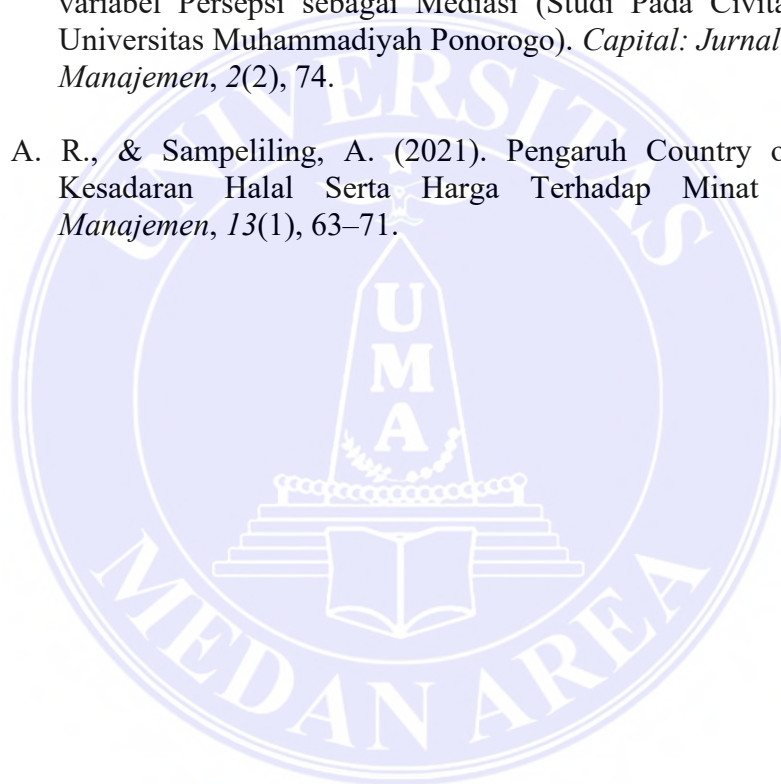 variabel Persepsi sebagai Mediasi (Studi Pada Civita
Universitas Muhammadiyah Ponorogo). Capital: Jurnal
Manajemen, 2(2), 74.
A. R., & Sampeliling, A. (2021). Pengaruh Country o
Kesadaran Halal Serta Harga Terhadap Minat
Manajemen, 13(1), 63–71.
UNIVERSITAS
U
M
A
MEDAN AREA